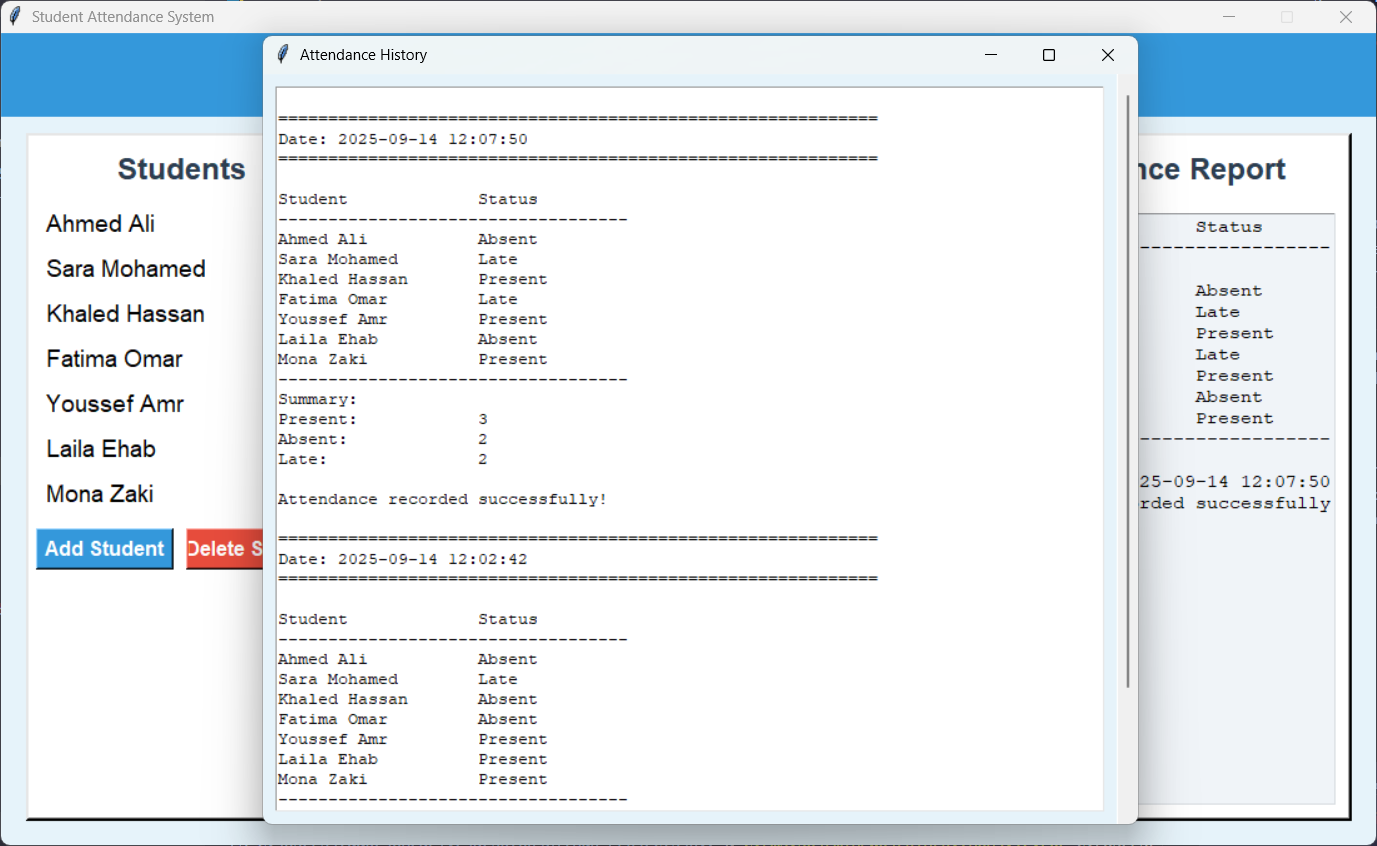 Student Attendance System
Attendance History
============================================================
Date: 2025-09-14 12:07:50
============================================================
Student Status
-----------------------------------
Ahmed Ali Absent
Sara Mohamed Late
Khaled Hassan Present
Fatima Omar Late
Youssef Amr Present
Laila Ehab Absent
Mona Zaki Present
-----------------------------------
Summary:
Present: 3
Absent: 2
Late: 2
Attendance recorded successfully!
============================================================
Date: 2025-09-14 12:02:42
============================================================
Student Status
-----------------------------------
Ahmed Ali Absent
Sara Mohamed Late
Khaled Hassan Absent
Fatima Omar Absent
Youssef Amr Present
Laila Ehab Present
Mona Zaki Present
-----------------------------------
Students
Ahmed Ali
Sara Mohamed
Khaled Hassan
Fatima Omar
Youssef Amr
Laila Ehab
Mona Zaki
Add Student
Delete S
nce Report
Status
-----------------
Absent
Late
Present
Late
Present
Absent
Present
-----------------
25-09-14 12:07:50
rded successfully